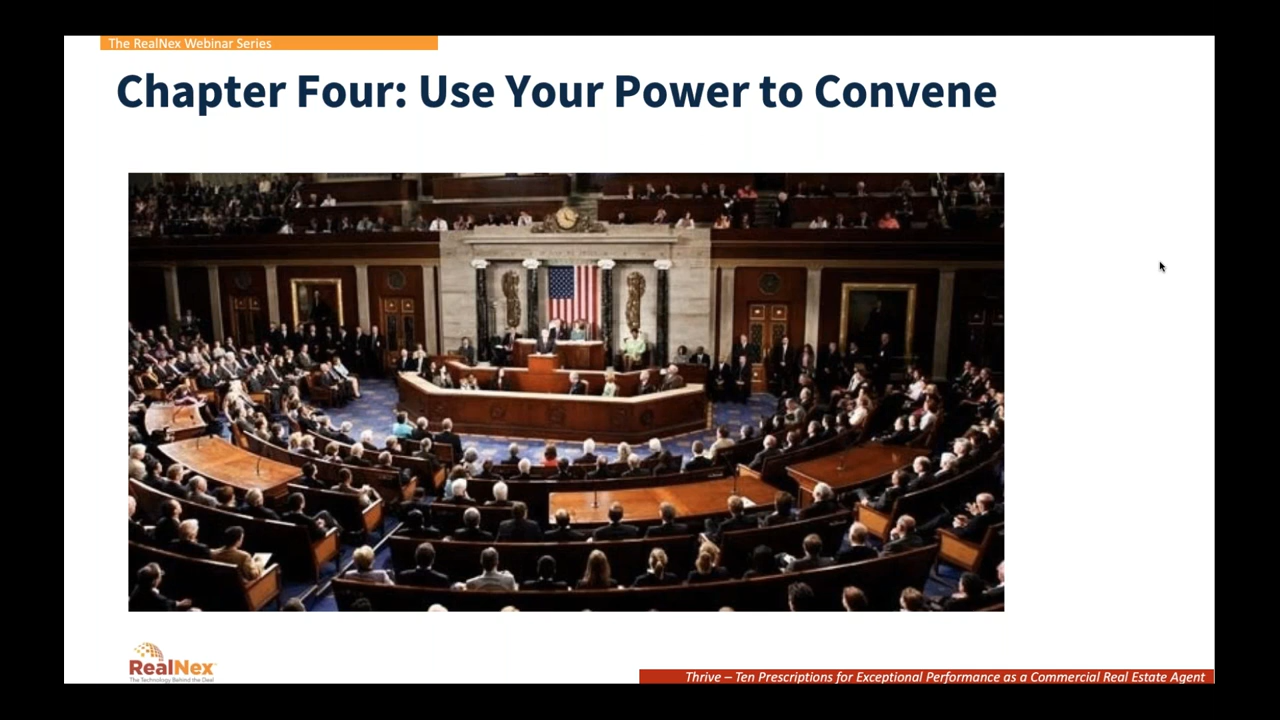 The RealNex Webinar Series
Chapter Four: Use Your Power to Convene
RealNex
The Technology Behind the Deal
Thrive – Ten Prescriptions for Exceptional Performance as a Commercial Real Estate Agent